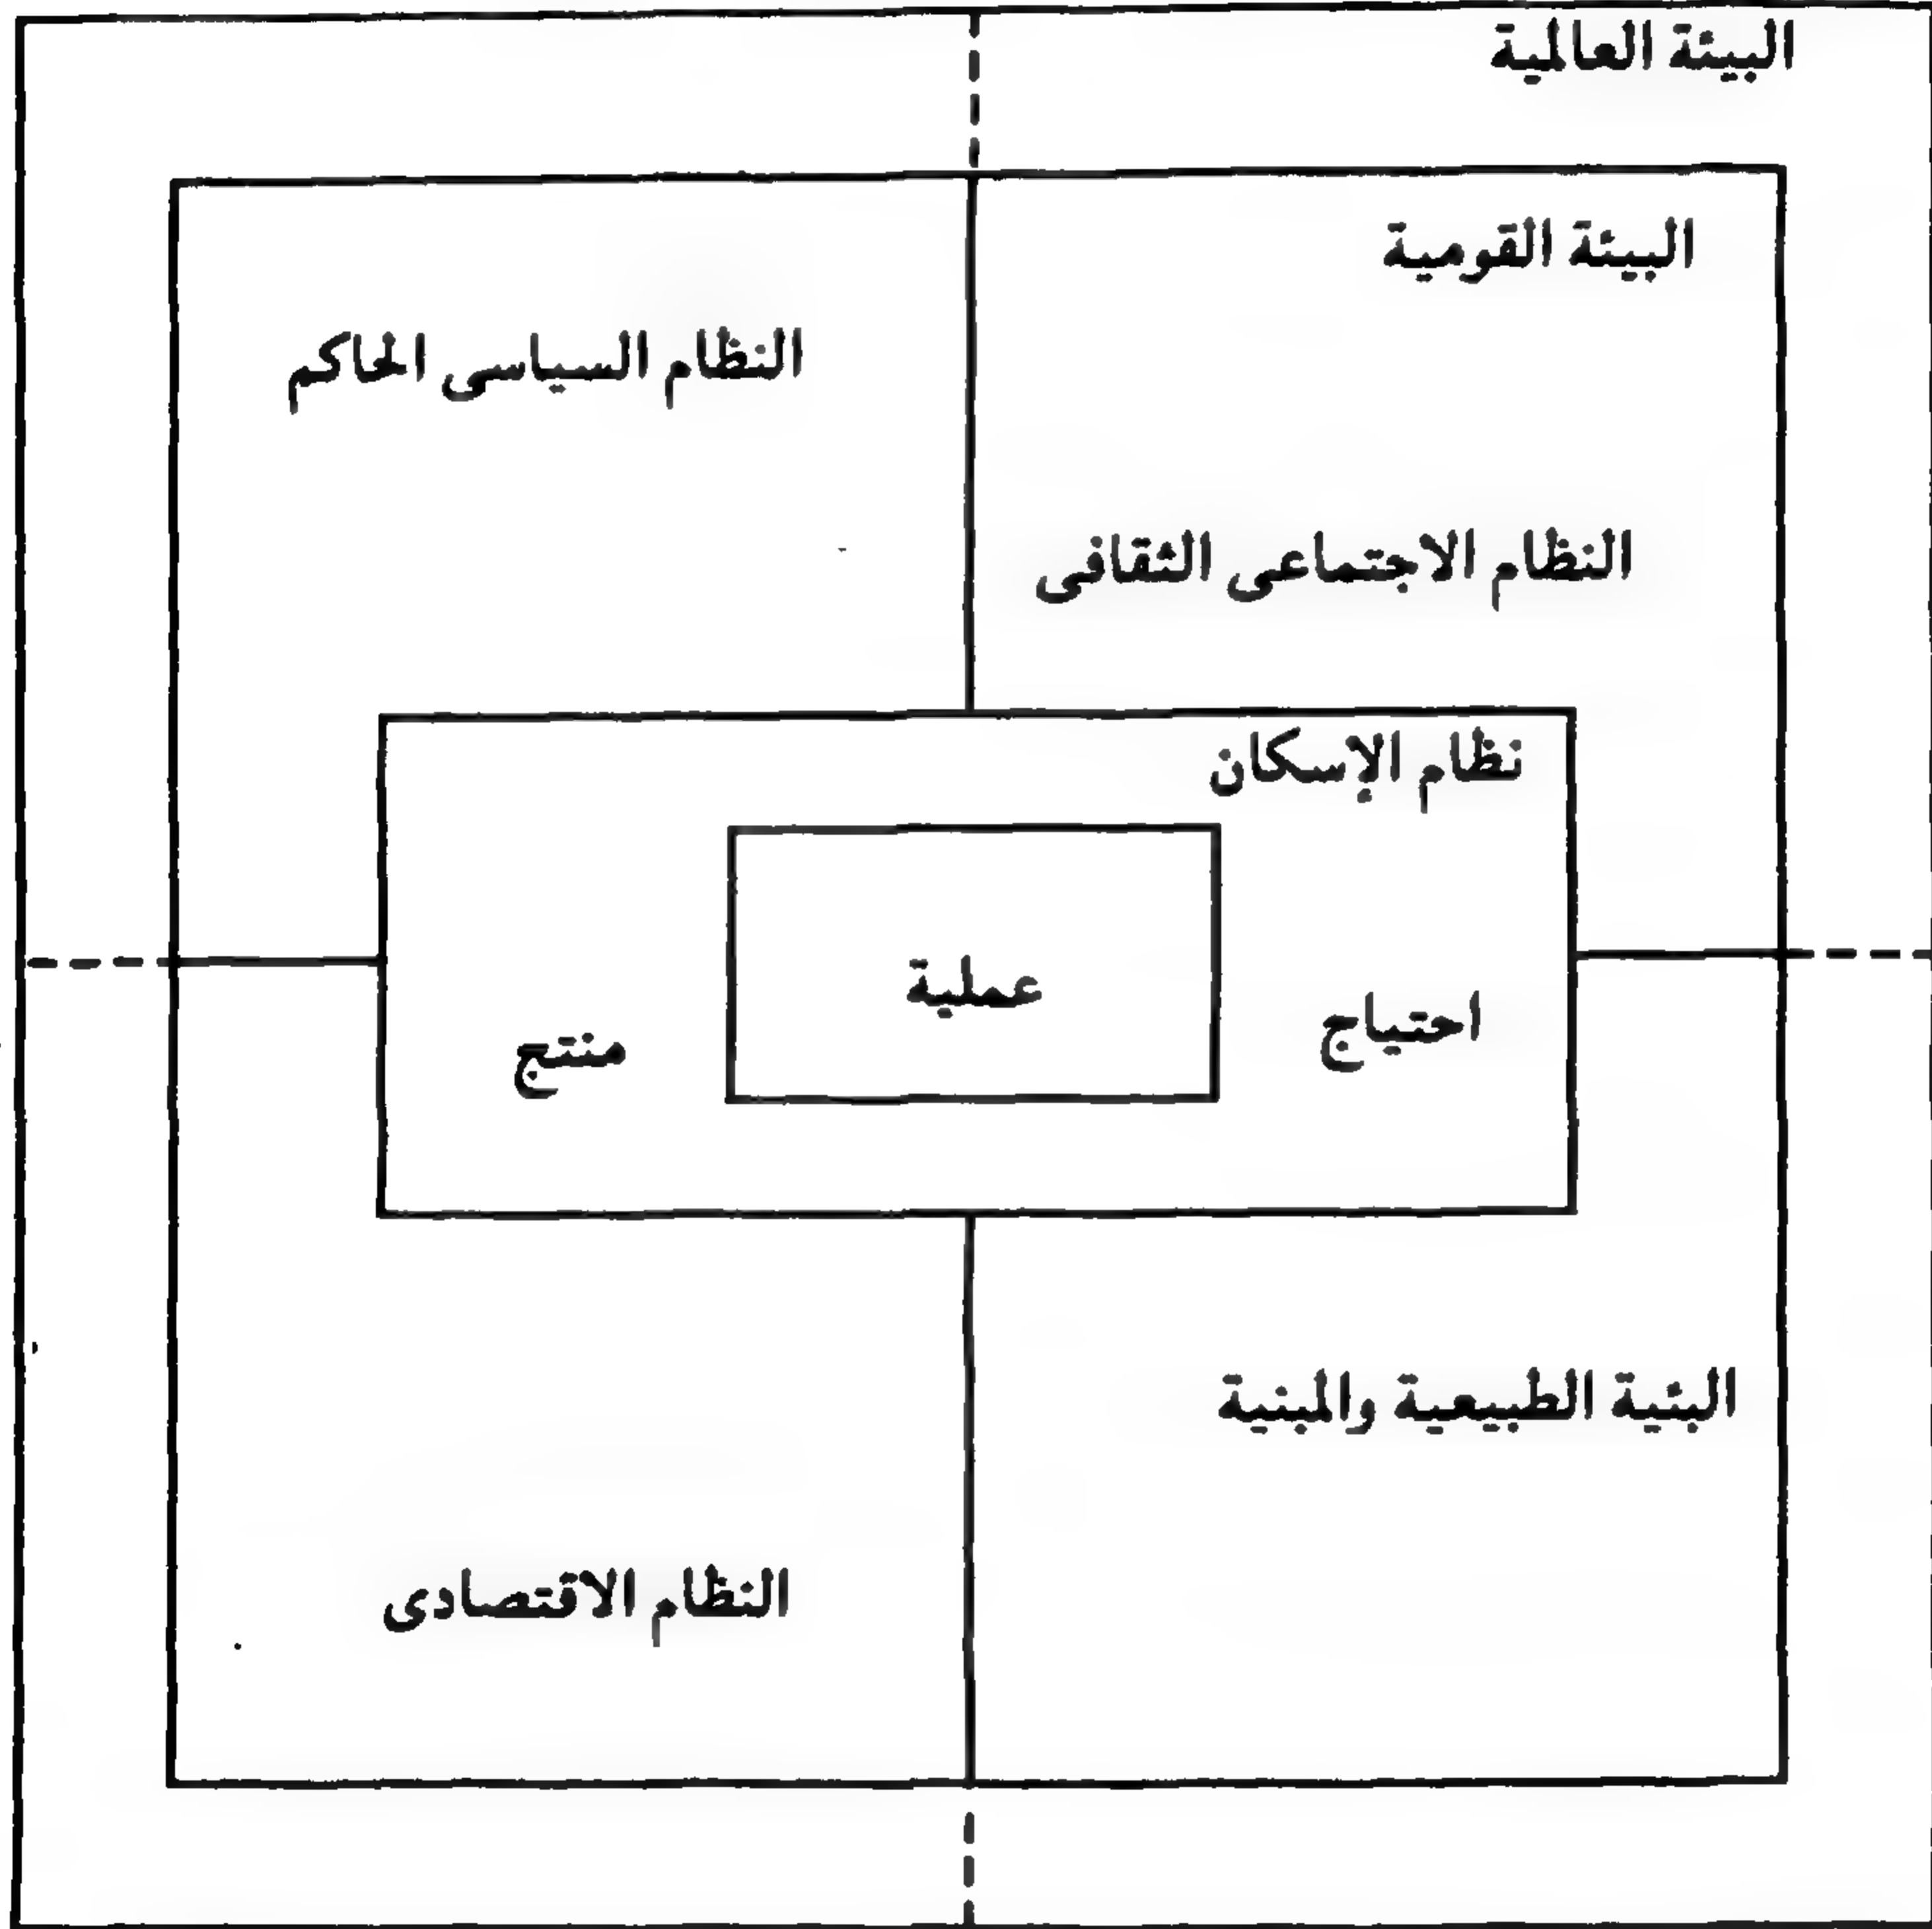 البيئة العالمية
البيئة القومية
النظام السياسى الحاكم
النظام الاجتماعى الثقافى
نظام الإسكان
احتياج
عملية
منتج
البئية الطبيعية والمبنية
النظام الاقتصادى